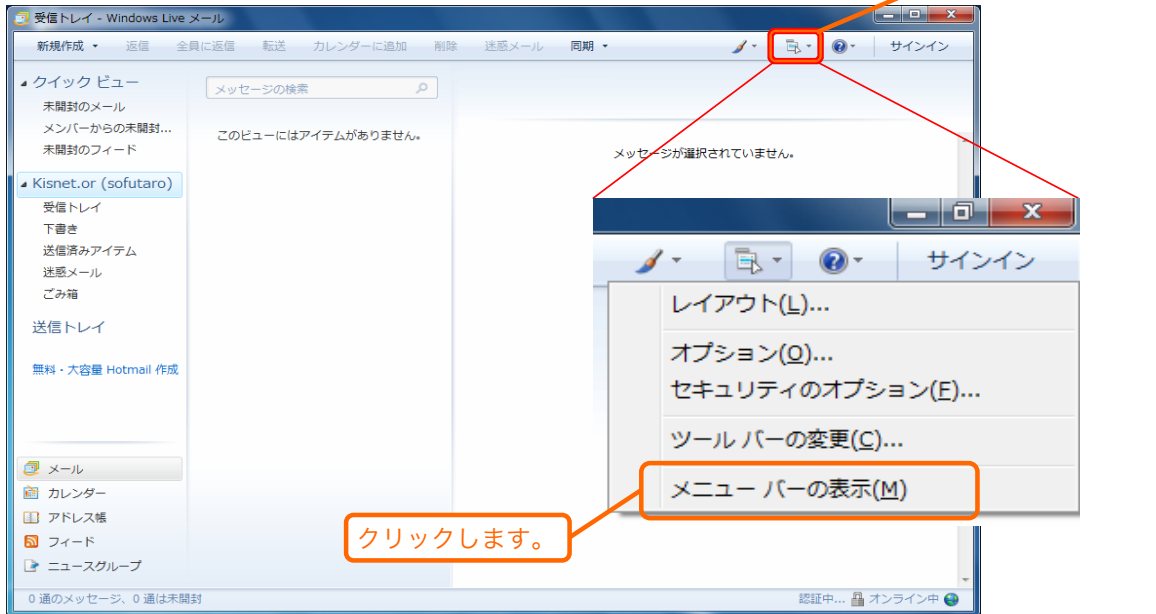 受信トレイ - Windows Live メール
新規作成 返信 全員に返信 転送 カレンダーに追加 削除 迷惑メール 同期 サインイン
クイック ビュー
未開封のメール
メンバーからの未開封...
未開封のフィード
Kisnet.or (sofutaro)
受信トレイ
下書き
送信済みアイテム
迷惑メール
ごみ箱
送信トレイ
無料・大容量 Hotmail 作成
メール
カレンダー
アドレス帳
フィード
ニュースグループ
メッセージの検索
このビューにはアイテムがありません。
メッセージが選択されていません。
サインイン
レイアウト(L)...
オプション(O)...
セキュリティのオプション(F)...
ツール バーの変更(C)...
メニュー バーの表示(M)
クリックします。
0 通のメッセージ、0 通は未開封
認証中... オンライン中